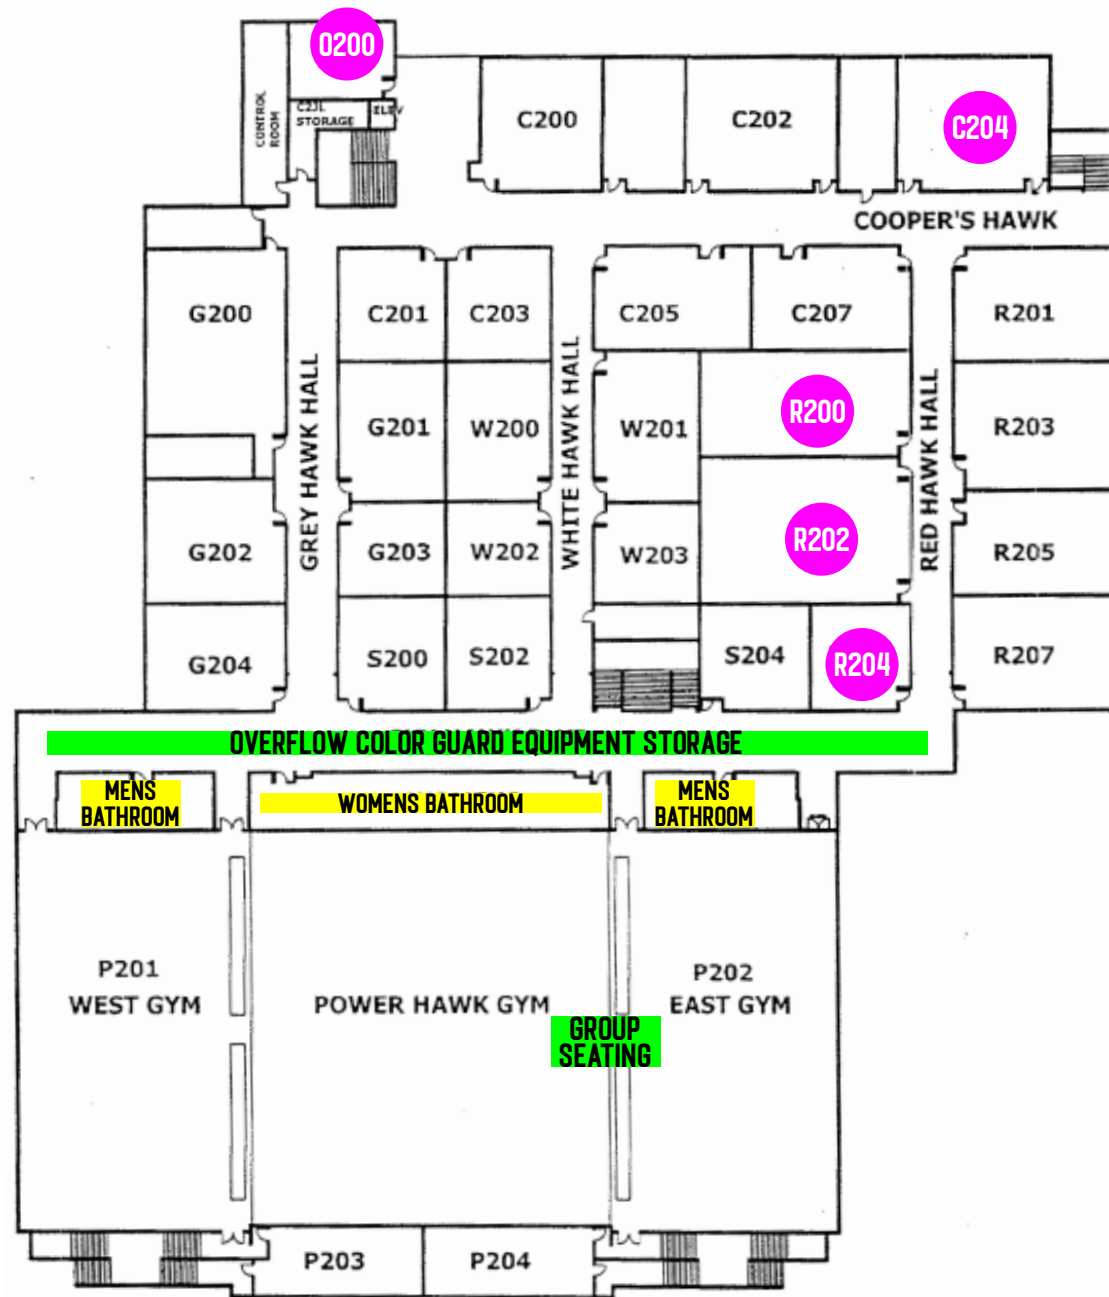 O200
CONTROL
ROOM
C2JL
STORAGE
ELEV
C200
C202
C204
COOPER'S HAWK
G200
C201
C203
C205
C207
R201
GREY HAWK HALL
WHITE HAWK HALL
RED HAWK HALL
G201
W200
W201
R200
R203
G202
G203
W202
W203
R202
R205
G204
S200
S202
S204
R204
R207
OVERFLOW COLOR GUARD EQUIPMENT STORAGE
MENS
BATHROOM
WOMENS BATHROOM
MENS
BATHROOM
P201
WEST GYM
POWER HAWK GYM
P202
EAST GYM
GROUP
SEATING
P203
P204